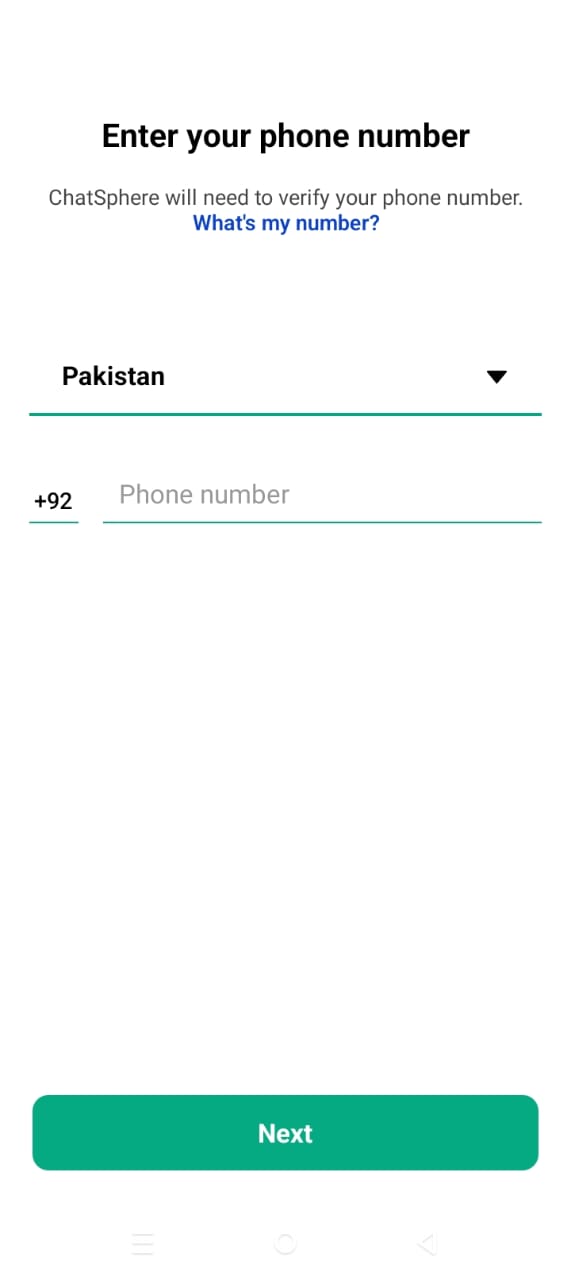 Enter your phone number
ChatSphere will need to verify your phone number.
What's my number?
Pakistan
+92 Phone number
Next